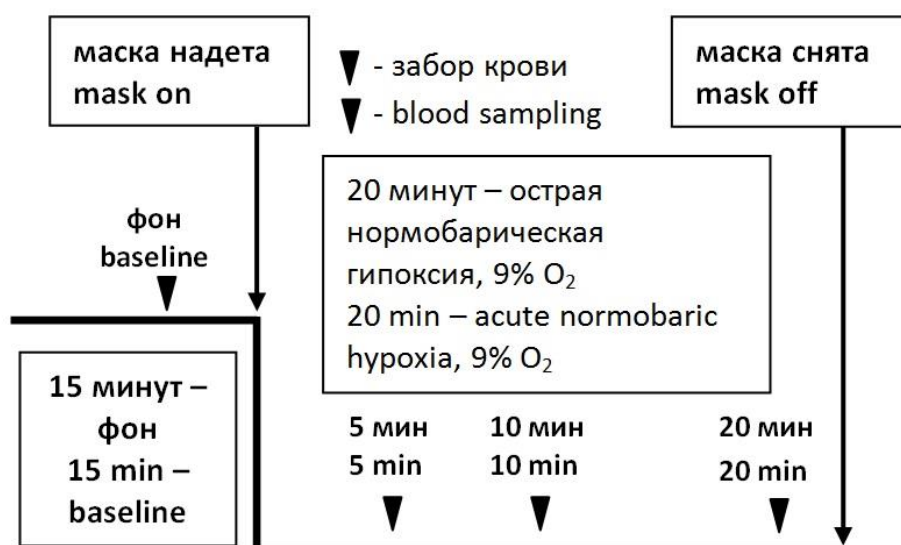 маска надета
mask on
- забор крови
- blood sampling
маска снята
mask off
фон
baseline
20 минут – острая
нормобарическая
гипоксия, 9% O₂
20 min – acute normobaric
hypoxia, 9% O₂
15 минут –
фон
15 min –
baseline
5 мин
5 min
10 мин
10 min
20 мин
20 min